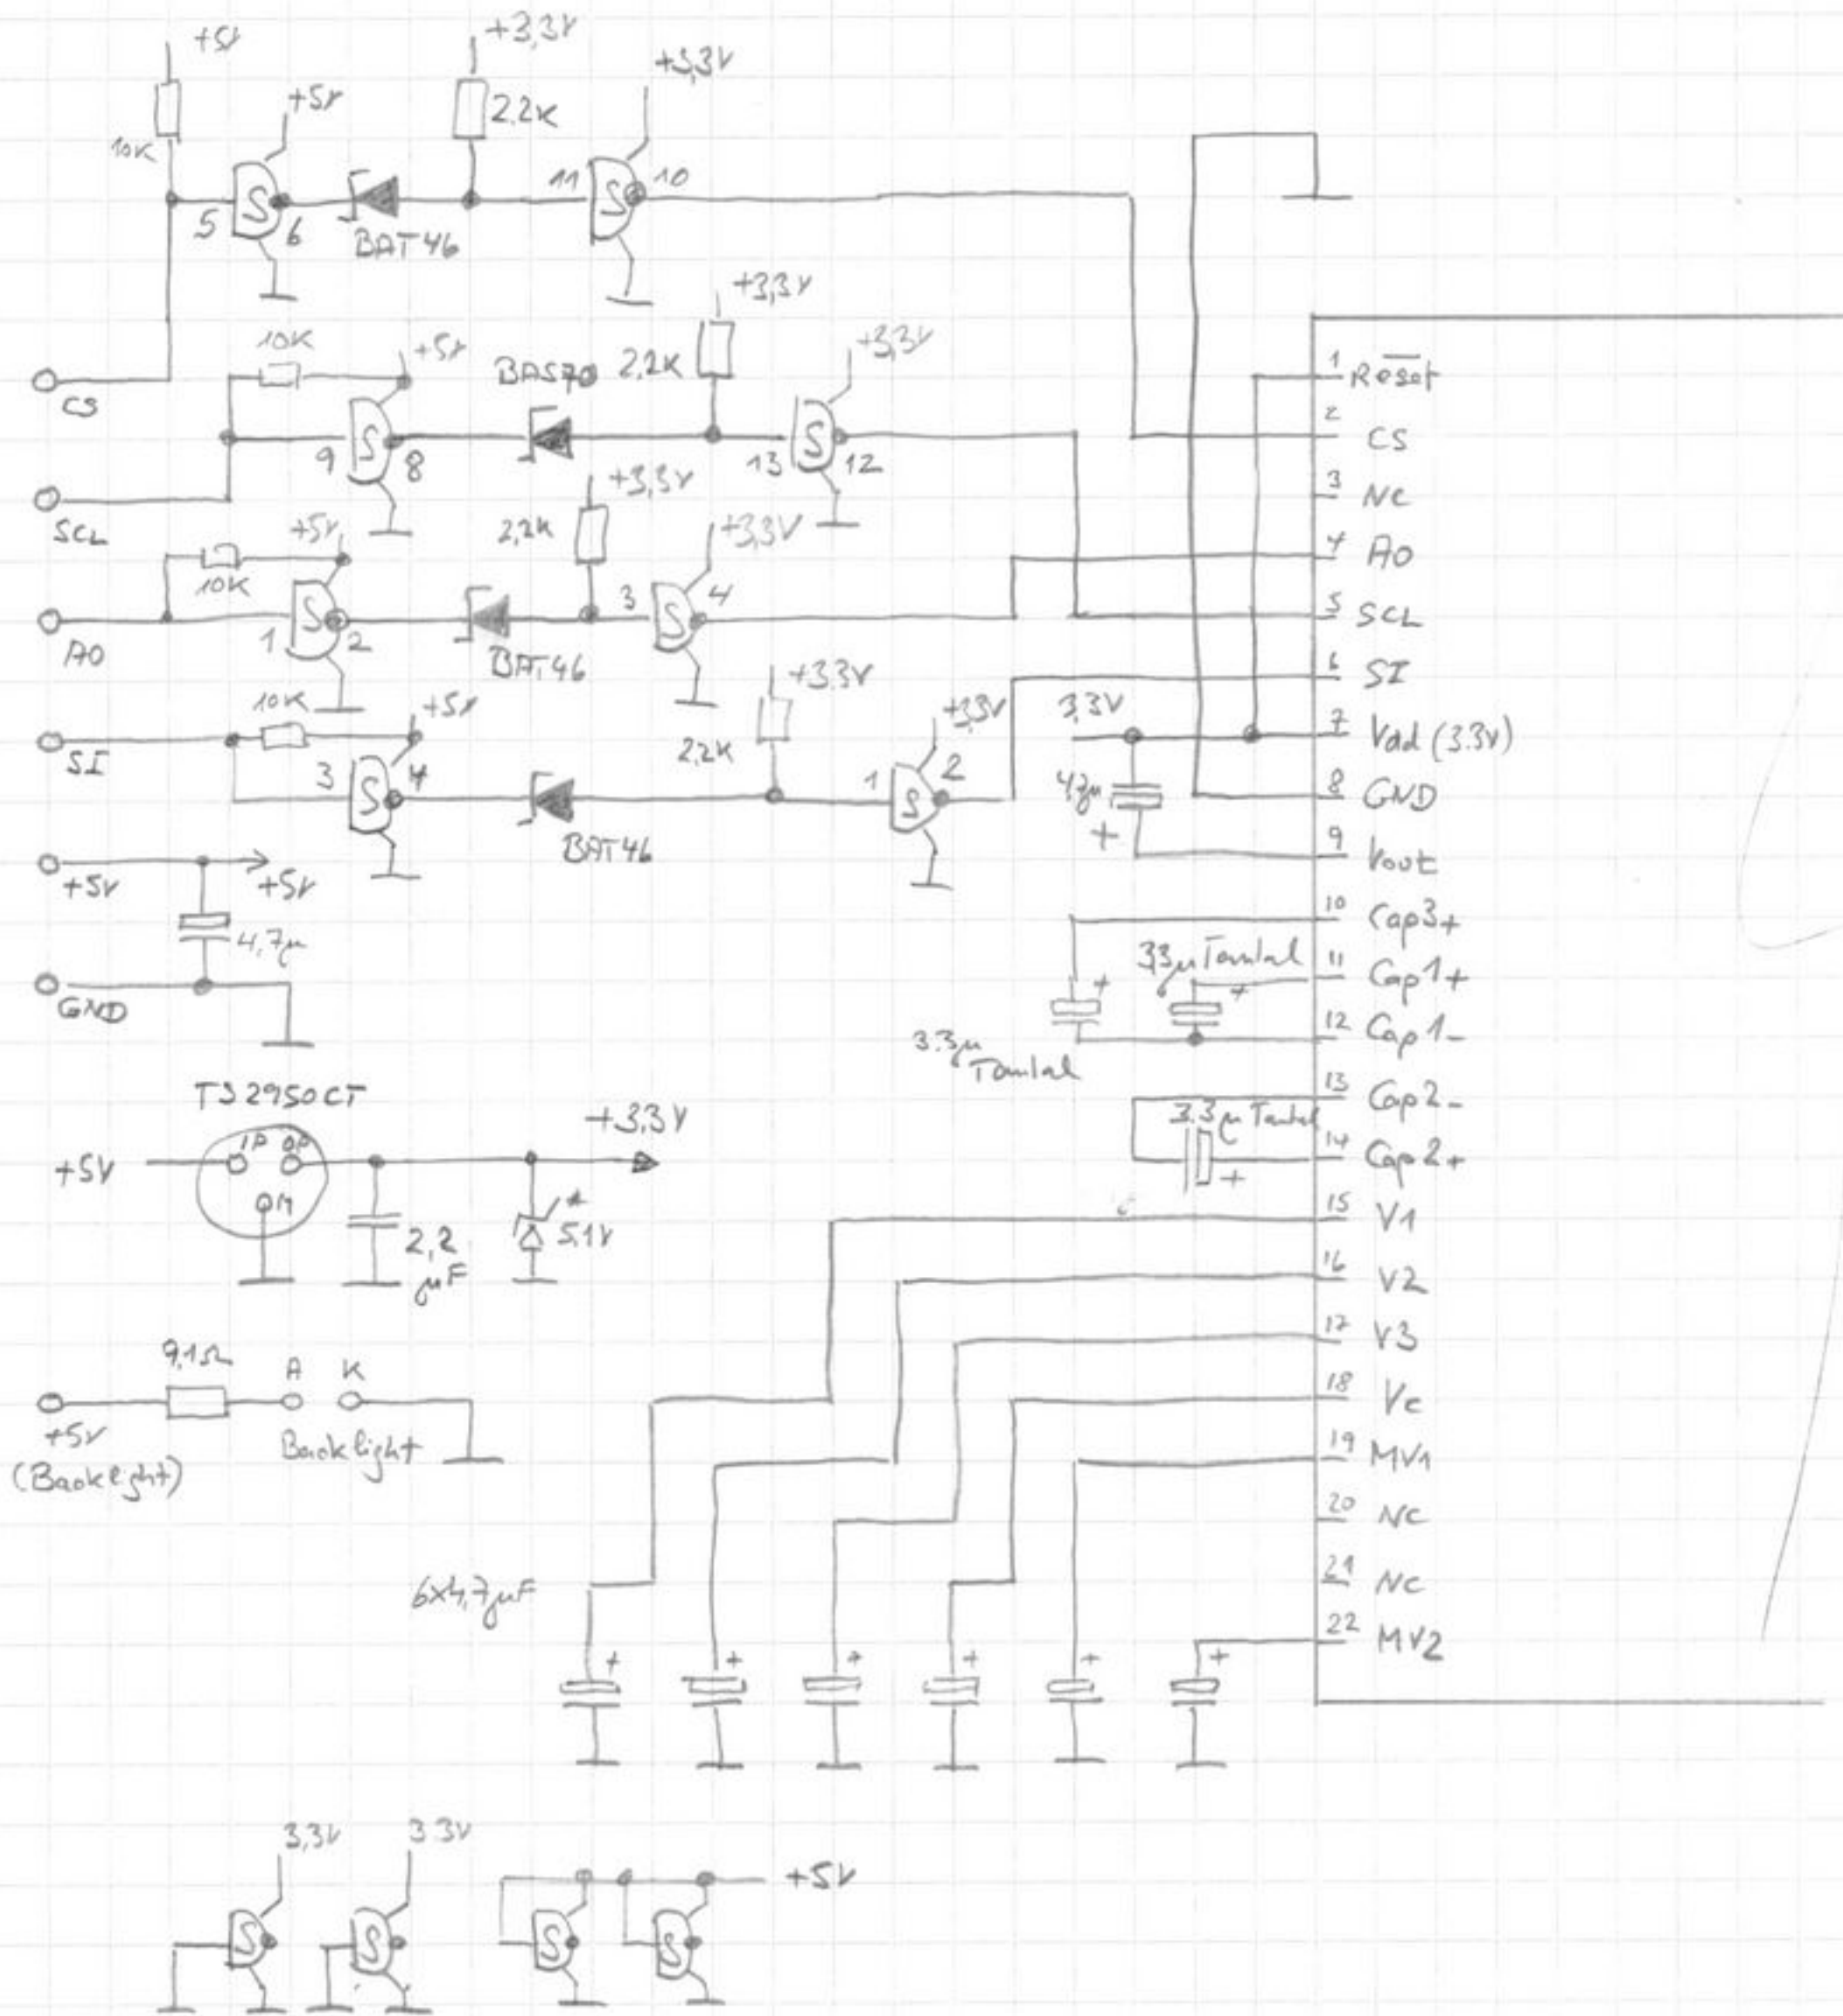 +5V
+3,3V
+3,3V
10K
+5V
2.2K
5
S
6
BAT46
11
S
10
CS
10K
+5V
BAS70
2,2K
+3,3V
+3,3V
9
S
8
13
S
12
SCL
10K
+5V
2,2K
+3,3V
+3,3V
A0
1
S
2
BAT46
3
S
4
SI
10K
+5V
2,2K
+3.3V
+3,3V
3
S
4
BAT46
1
S
2
+5V
+5V
4,7µ
GND
TS2950CT
+5V
IP
OP
M
2,2
µF
*
5,1V
+3,3V
9,1Ω
A
K
+5V
(Backlight)
Backlight
6x4,7µF
+
+
+
+
+
+
1 Reset
2 CS
3 NC
4 A0
5 SCL
6 SI
3,3V
7 Vdd (3.3V)
8 GND
+
9 Vout
10 Cap3+
3,3µ Tantal
+
+
11 Cap1+
12 Cap1-
3.3µ
Tantal
13 Cap2-
3.3µ Tantal
+
14 Cap2+
15 V1
16 V2
17 V3
18 Vc
19 MV1
20 NC
21 NC
22 MV2
3,3V
3.3V
+5V
S
S
S
S